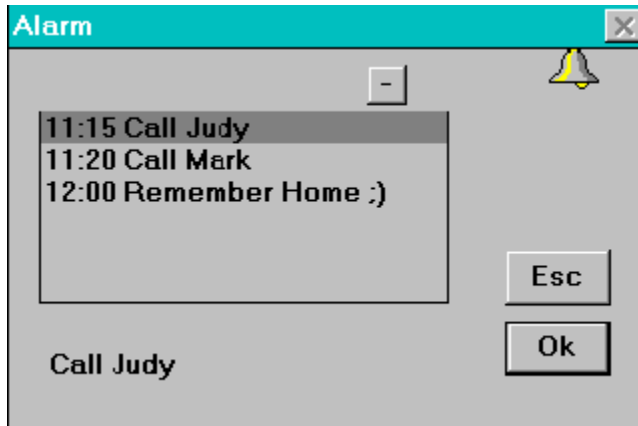 Alarm
-
11:15 Call Judy
11:20 Call Mark
12:00 Remember Home ;)
Esc
Ok
Call Judy